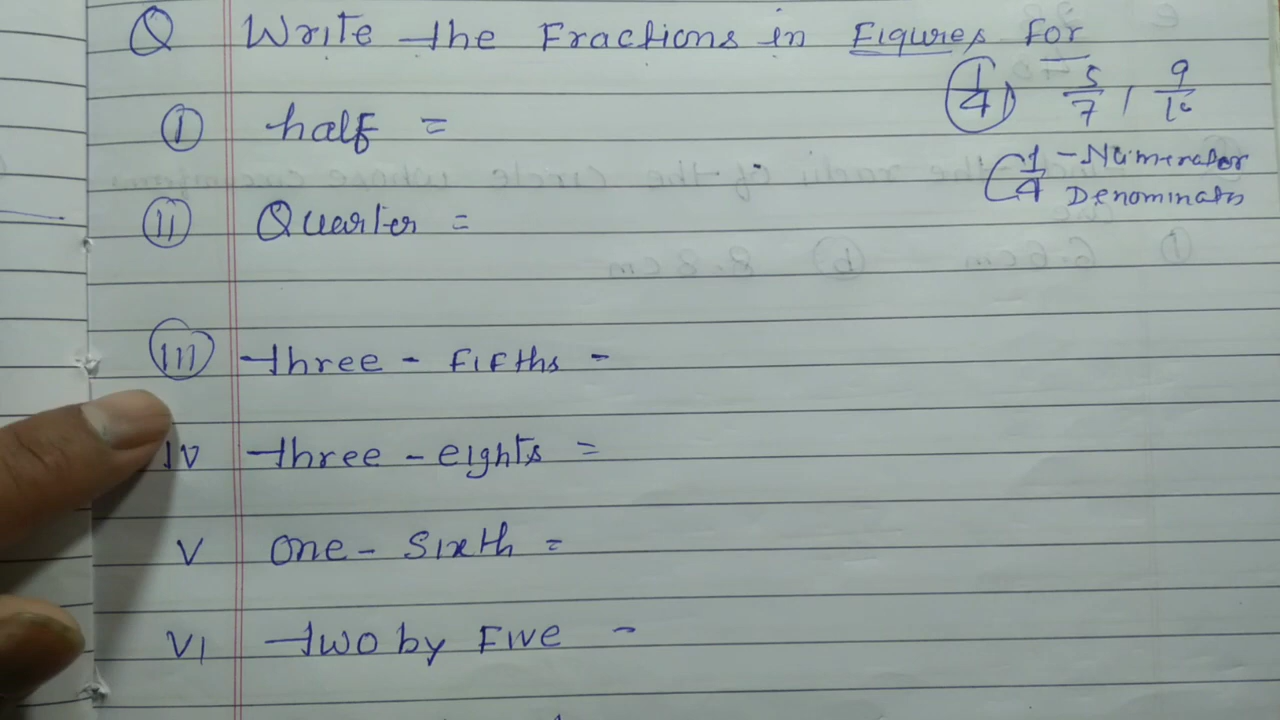 Q Write the Fractions in Figures For
1/4) 5/7, 9/10
(1/4 - Numerator
Denominator
I half =
II Quarter =
III three - Fifths -
IV three - eights =
V One - Sixth =
VI two by Five -